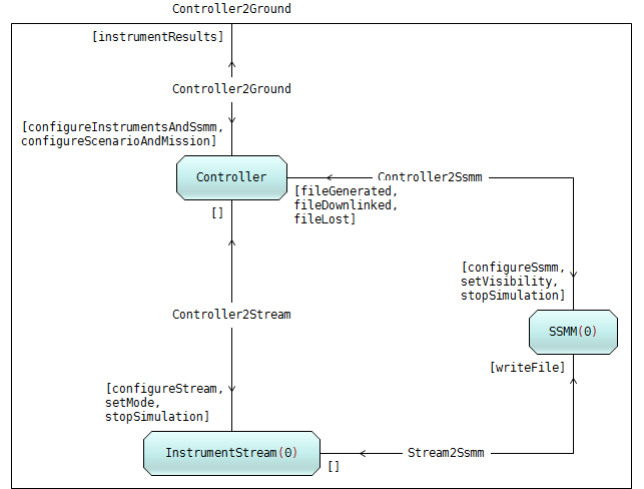 Controller2Ground
[instrumentResults]
Controller2Ground
[configureInstrumentsAndSsmm,
configureScenarioAndMission]
Controller
Controller2Ssmm
[fileGenerated,
fileDownlinked,
fileLost]
[]
[configureSsmm,
setVisibility,
stopSimulation]
Controller2Stream
SSMM(0)
[writeFile]
[configureStream,
setMode,
stopSimulation]
InstrumentStream(0)
Stream2Ssmm
[]